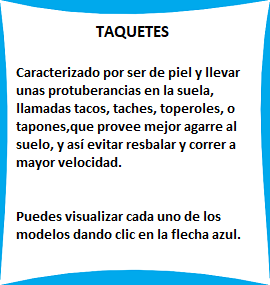 TAQUETES
Caracterizado por ser de piel y llevar
unas protuberancias en la suela,
llamadas tacos, taches, toperoles, o
tapones,que provee mejor agarre al
suelo, y así evitar resbalar y correr a
mayor velocidad.
Puedes visualizar cada uno de los
modelos dando clic en la flecha azul.